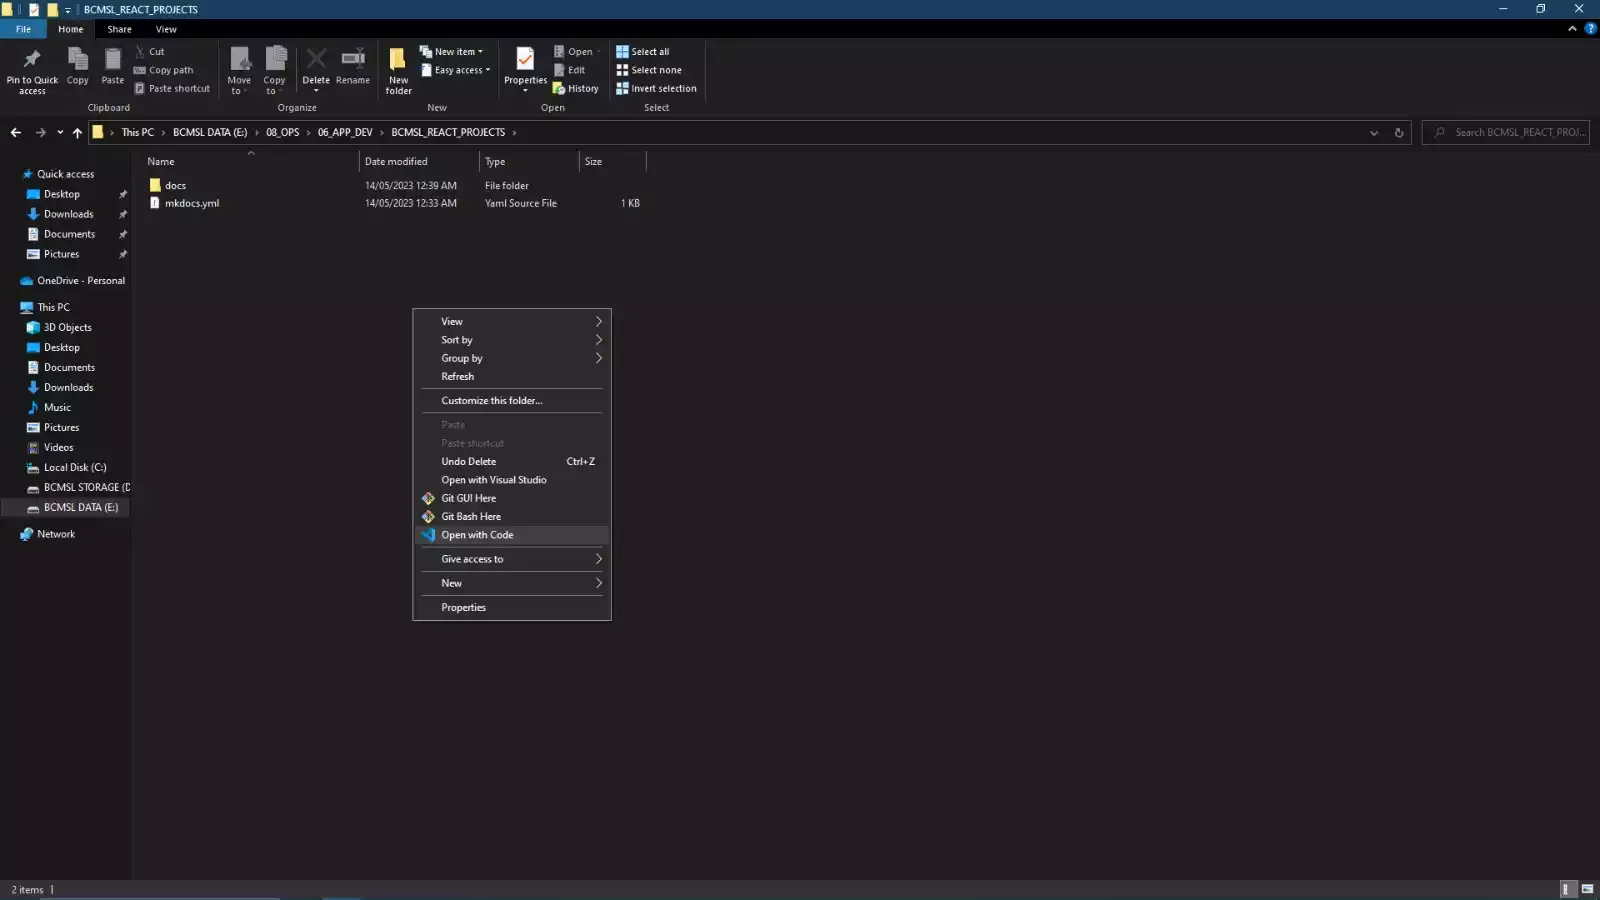 BCMSL_REACT_PROJECTS
File Home Share View
Pin to Quick access
Copy
Paste
Cut
Copy path
Paste shortcut
Clipboard
Move to
Copy to
Delete
Rename
Organize
New folder
New item
Easy access
New
Properties
Open
Edit
History
Open
Select all
Select none
Invert selection
Select
This PC > BCMSL DATA (E:) > 08_OPS > 06_APP_DEV > BCMSL_REACT_PROJECTS >
Search BCMSL_REACT_PROJ...
Name Date modified Type Size
docs 14/05/2023 12:39 AM File folder
mkdocs.yml 14/05/2023 12:33 AM Yaml Source File 1 KB
Quick access
Desktop
Downloads
Documents
Pictures
OneDrive - Personal
This PC
3D Objects
Desktop
Documents
Downloads
Music
Pictures
Videos
Local Disk (C:)
BCMSL STORAGE (D
BCMSL DATA (E:)
Network
View
Sort by
Group by
Refresh
Customize this folder...
Paste
Paste shortcut
Undo Delete Ctrl+Z
Open with Visual Studio
Git GUI Here
Git Bash Here
Open with Code
Give access to
New
Properties
2 items